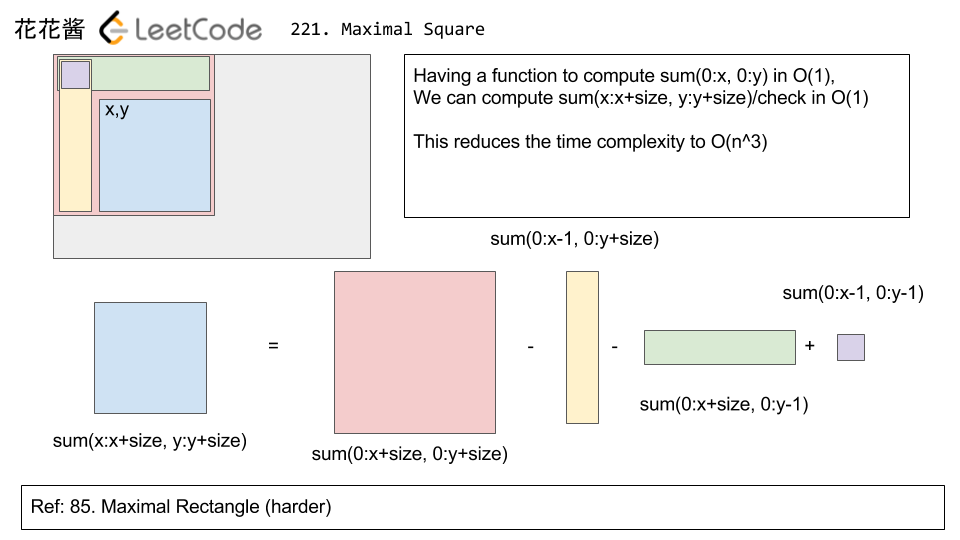 花花酱 LeetCode 221. Maximal Square
x,y
Having a function to compute sum(0:x, 0:y) in O(1),
We can compute sum(x:x+size, y:y+size)/check in O(1)
This reduces the time complexity to O(n^3)
sum(0:x-1, 0:y+size)
sum(0:x-1, 0:y-1)
= - - +
sum(0:x+size, 0:y-1)
sum(x:x+size, y:y+size)
sum(0:x+size, 0:y+size)
Ref: 85. Maximal Rectangle (harder)